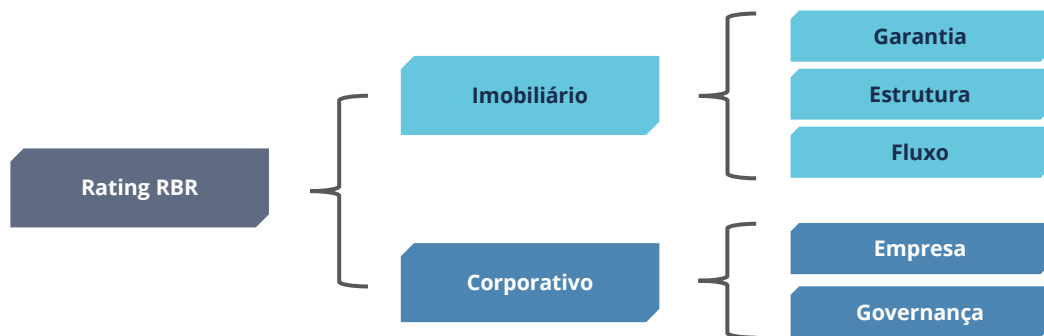 Rating RBR
Imobiliário
Garantia
Estrutura
Fluxo
Corporativo
Empresa
Governança